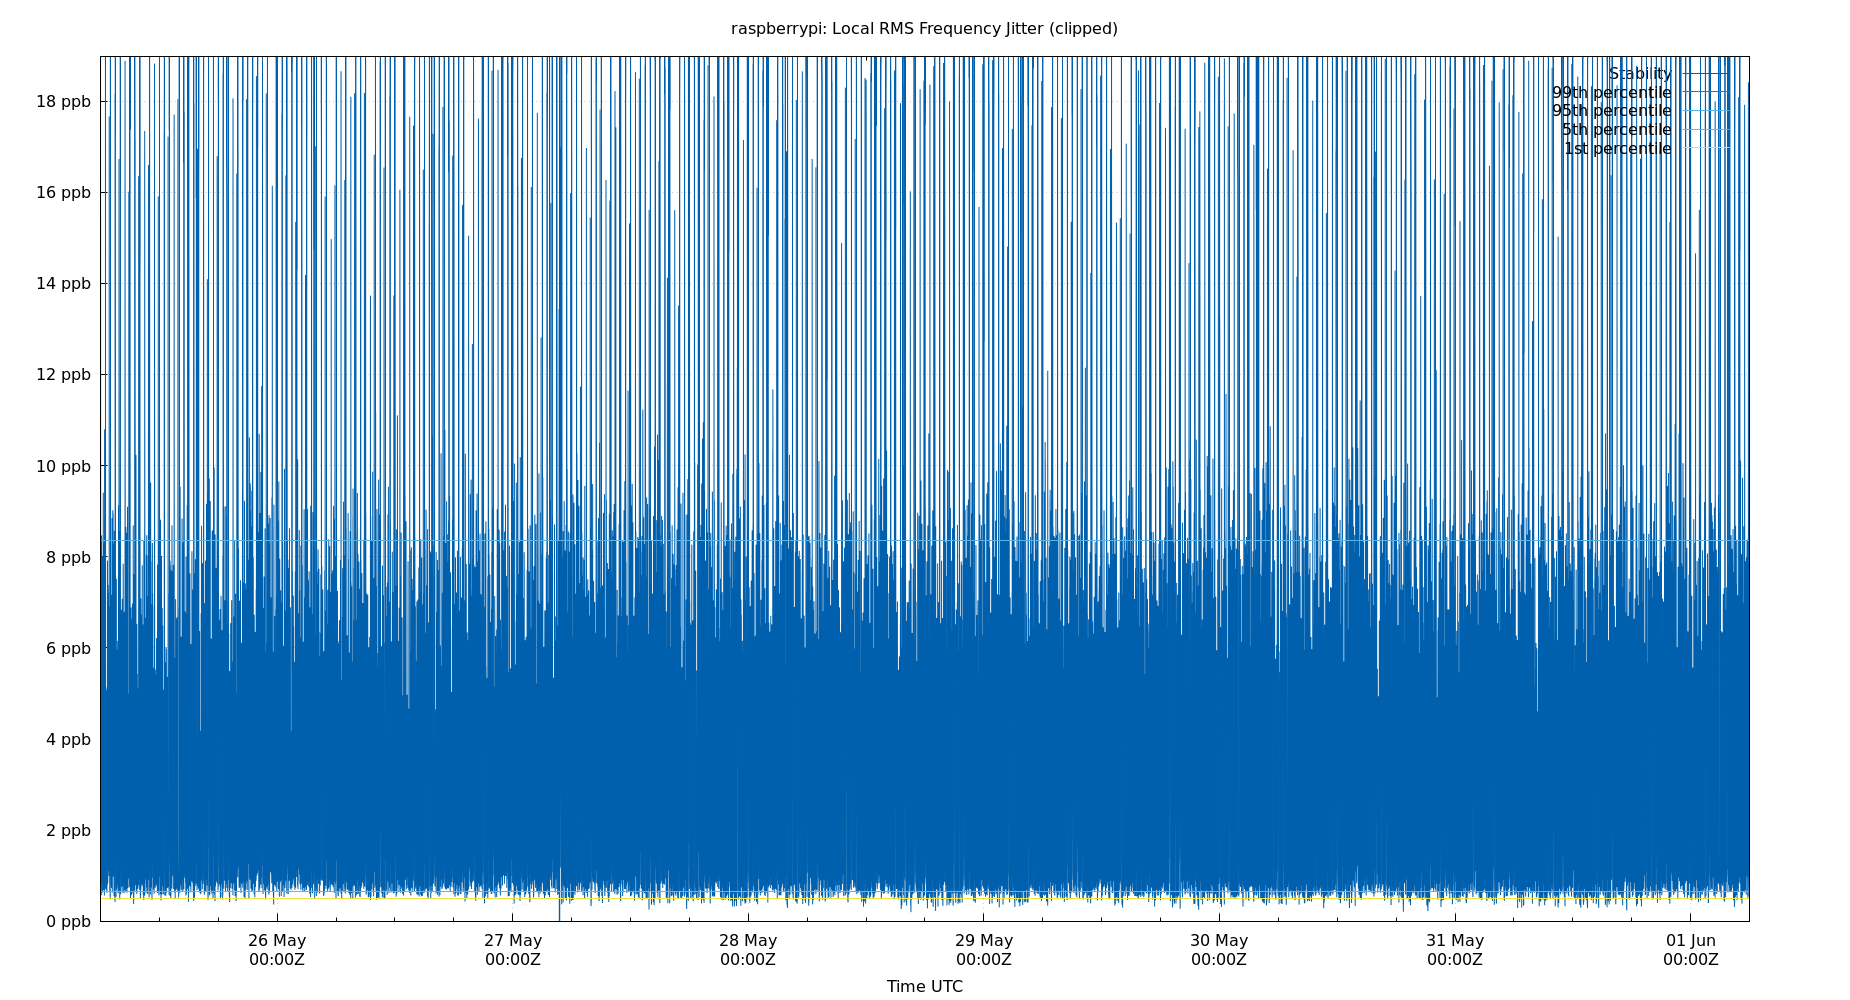 raspberrypi: Local RMS Frequency Jitter (clipped)
Stability
99th percentile
95th percentile
5th percentile
1st percentile
18 ppb
16 ppb
14 ppb
12 ppb
10 ppb
8 ppb
6 ppb
4 ppb
2 ppb
0 ppb
26 May 27 May 28 May 29 May 30 May 31 May 01 Jun
00:00Z 00:00Z 00:00Z 00:00Z 00:00Z 00:00Z 00:00Z
Time UTC